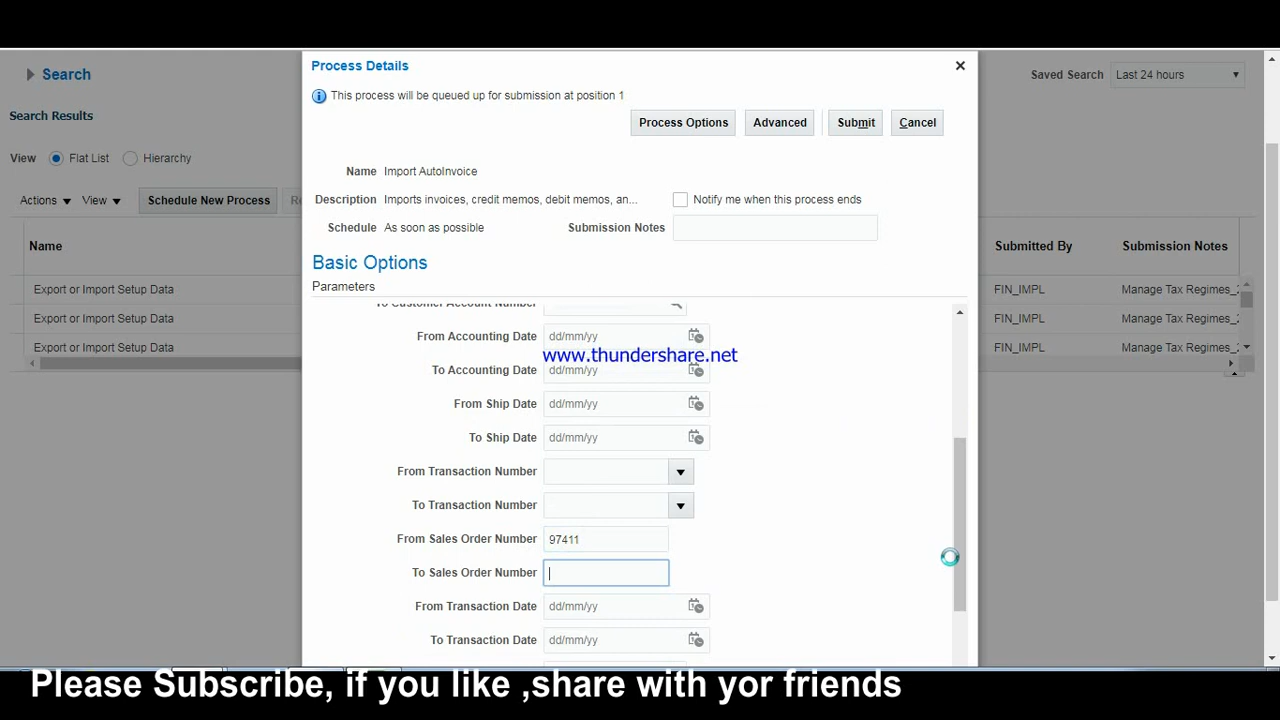 Process Details
Search
Saved Search Last 24 hours
This process will be queued up for submission at position 1
Search Results
Process Options Advanced Submit Cancel
View Flat List Hierarchy
Name Import AutoInvoice
Description Imports invoices, credit memos, debit memos, an... Notify me when this process ends
Actions View Schedule New Process Re
Schedule As soon as possible Submission Notes
Name Submitted By Submission Notes
Basic Options
Parameters
Export or Import Setup Data FIN_IMPL Manage Tax Regimes_2
To Customer Account Number
Export or Import Setup Data FIN_IMPL Manage Tax Regimes_2
From Accounting Date dd/mm/yy
Export or Import Setup Data FIN_IMPL Manage Tax Regimes_2
www.thundershare.net
To Accounting Date dd/mm/yy
From Ship Date dd/mm/yy
To Ship Date dd/mm/yy
From Transaction Number
To Transaction Number
From Sales Order Number 97411
To Sales Order Number
From Transaction Date dd/mm/yy
To Transaction Date dd/mm/yy
Please Subscribe, if you like ,share with yor friends